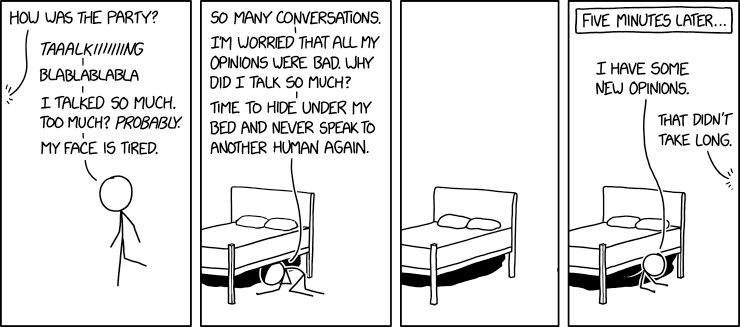 HOW WAS THE PARTY?
TAAALKIIIIIIING
BLABLABLABLA
I TALKED SO MUCH.
TOO MUCH? PROBABLY.
MY FACE IS TIRED.
SO MANY CONVERSATIONS.
I'M WORRIED THAT ALL MY
OPINIONS WERE BAD. WHY
DID I TALK SO MUCH?
TIME TO HIDE UNDER MY
BED AND NEVER SPEAK TO
ANOTHER HUMAN AGAIN.
FIVE MINUTES LATER...
I HAVE SOME
NEW OPINIONS.
THAT DIDN'T
TAKE LONG.